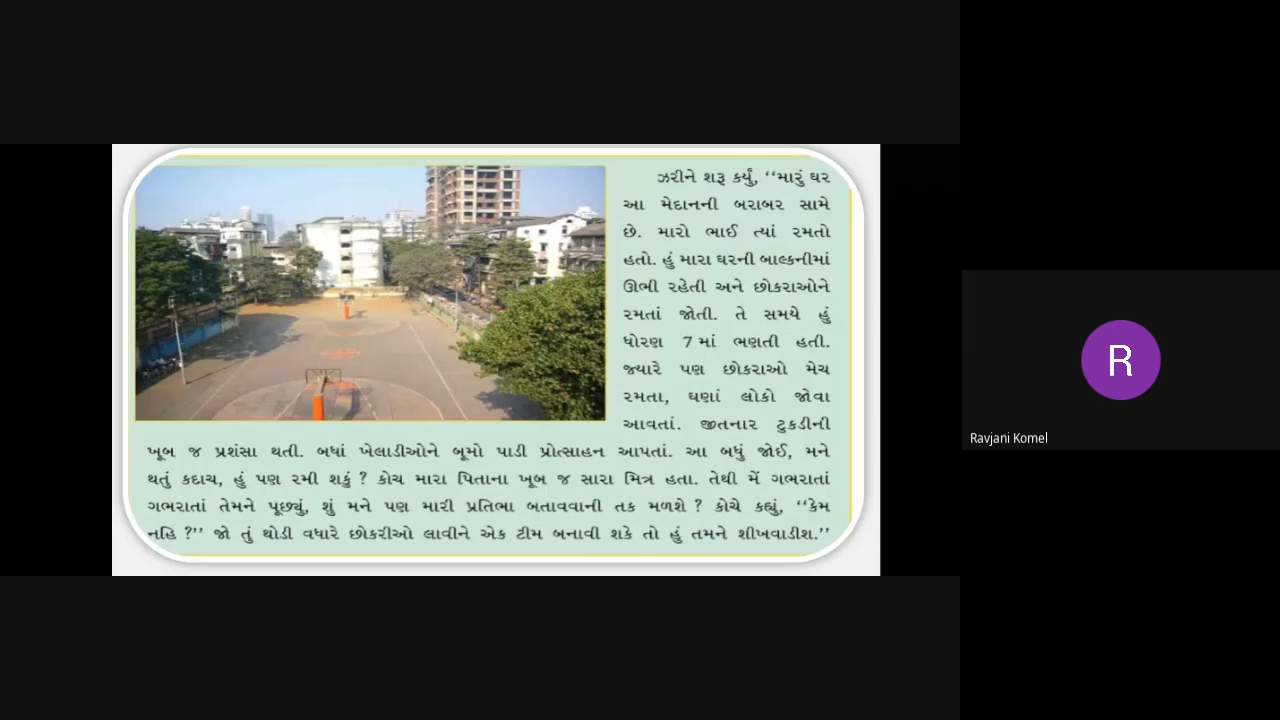 ઝરીને શરૂ કર્યું, ‘‘મારું ઘર
આ મેદાનની બરાબર સામે
છે. મારો ભાઈ ત્યાં રમતો
હતો. હું મારા ઘરની બાલ્કનીમાં
ઊભી રહેતી અને છોકરાઓને
રમતાં જોતી. તે સમયે હું
ધોરણ 7 માં ભણતી હતી.
જ્યારે પણ છોકરાઓ મેચ
રમતા, ઘણાં લોકો જોવા
આવતાં. જીતનાર ટુકડીની
ખૂબ જ પ્રશંસા થતી. બધાં ખેલાડીઓને બૂમો પાડી પ્રોત્સાહન આપતાં. આ બધું જોઈ, મને
થતું કદાચ, હું પણ રમી શકું ? કોચ મારા પિતાના ખૂબ જ સારા મિત્ર હતા. તેથી મેં ગભરાતાં
ગભરાતાં તેમને પૂછ્યું, શું મને પણ મારી પ્રતિભા બતાવવાની તક મળશે ? કોચે કહ્યું, ‘‘કેમ
નહિ ?’’ જો તું થોડી વધારે છોકરીઓ લાવીને એક ટીમ બનાવી શકે તો હું તમને શીખવાડીશ.’’
R
Ravjani Komel